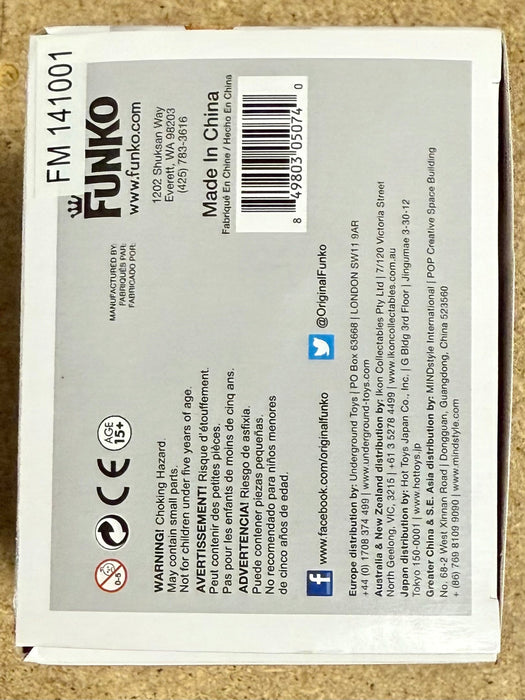 FM 141001
FUNKO
www.funko.com
1202 Shuksan Way
Everett, WA 98203
(425) 783-3616
Made In China
Fabriqué En Chine / Hecho En China
8 49803 05074 0
MANUFACTURED BY:
FABRIQUÉS PAR:
FABRICADO POR:
0-5
CE
AGE
15+
WARNING! Choking Hazard.
May contain small parts.
Not for children under five years of age.
AVERTISSEMENT! Risque d'étouffement.
Peut contenir des petites pièces.
Pas pour les enfants de moins de cinq ans.
ADVERTENCIA! Riesgo de asfixia.
Puede contener piezas pequeñas.
No recomendado para niños menores
de cinco años de edad.
f www.facebook.com/originalfunko
@OriginalFunko
Europe distribution by: Underground Toys | PO Box 63668 | LONDON SW11 9AR
+44 (0) 1708 374 499 | www.underground-toys.com
Australia & New Zealand distribution by: Ikon Collectables Pty Ltd | 7/120 Victoria Street
North Geelong, VIC, 3215 | +61 3 5278 4499 | www.ikoncollectables.com.au
Japan distribution by: Hot Toys Japan Co., Inc. | G Bldg 3rd Floor | Jingumae 3-30-12
Tokyo 150-0001 | www.hottoys.jp
Greater China & S.E. Asia distribution by: MINDstyle International | POP Creative Space Building
No. 68-2 West Xinnan Road | Dongguan, Guangdong, China 523560
+ (86) 769 8109 9090 | www.mindstyle.com